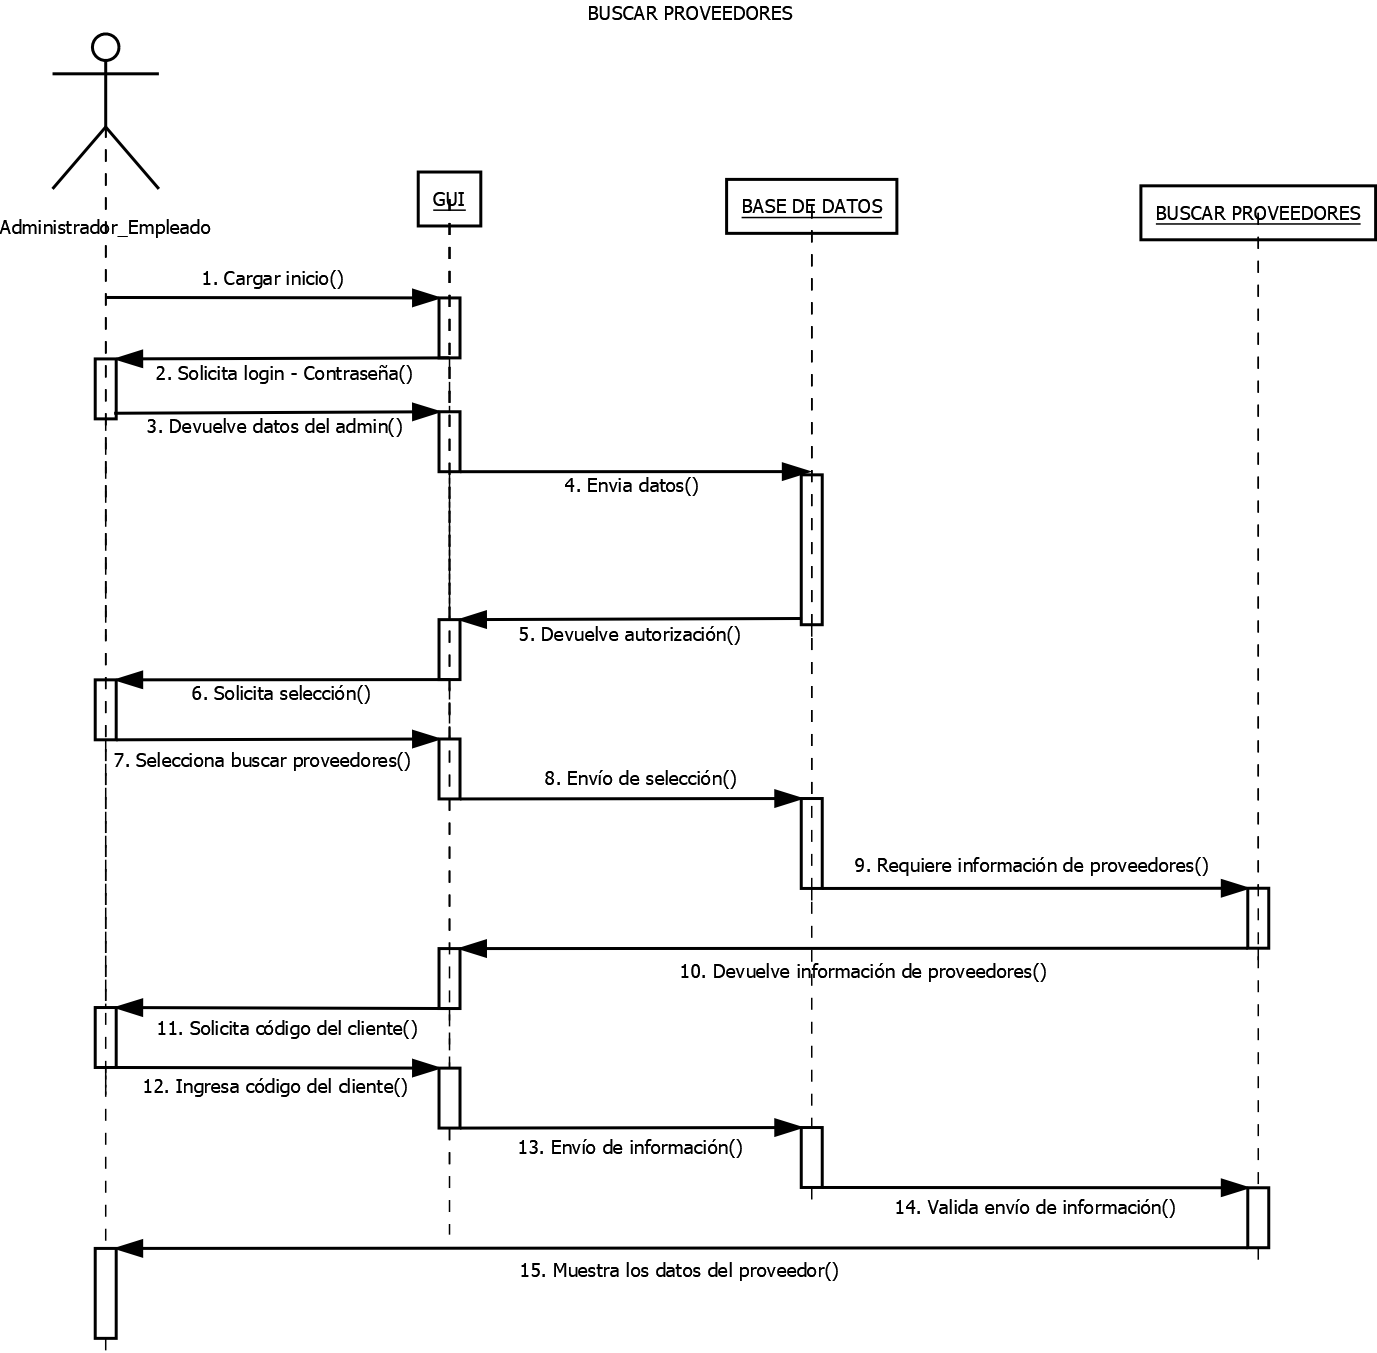 BUSCAR PROVEEDORES
GUI
BASE DE DATOS
BUSCAR PROVEEDORES
Administrador_Empleado
1. Cargar inicio()
2. Solicita login - Contraseña()
3. Devuelve datos del admin()
4. Envia datos()
5. Devuelve autorización()
6. Solicita selección()
7. Selecciona buscar proveedores()
8. Envío de selección()
9. Requiere información de proveedores()
10. Devuelve información de proveedores()
11. Solicita código del cliente()
12. Ingresa código del cliente()
13. Envío de información()
14. Valida envío de información()
15. Muestra los datos del proveedor()